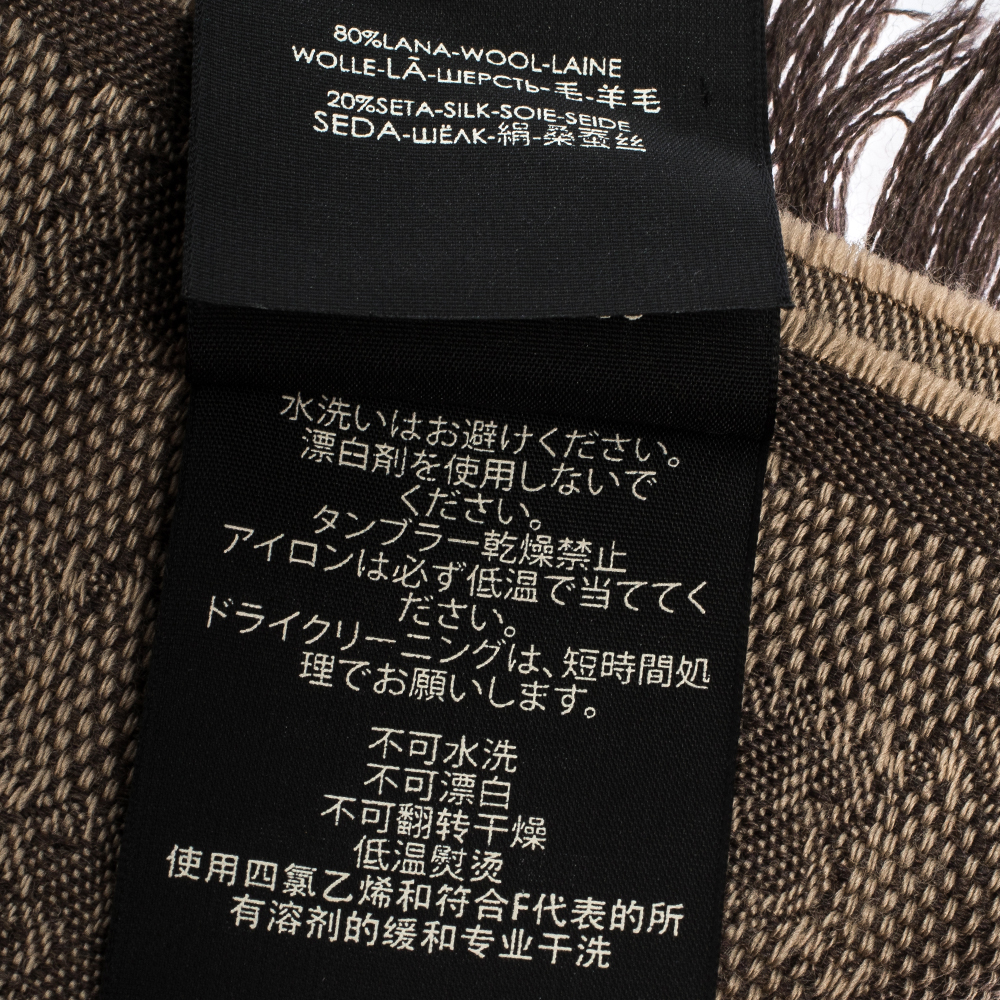 80%LANA-WOOL-LAINE
WOLLE-LÃ-ШЕРСТЬ-毛-羊毛
20%SETA-SILK-SOIE-SEIDE
SEDA-ШЁЛК-絹-桑蚕丝
水洗いはお避けください。
漂白剤を使用しないで
ください。
タンブラー乾燥禁止
アイロンは必ず低温で当ててく
ださい。
ドライクリーニングは、短時間処
理でお願いします。
不可水洗
不可漂白
不可翻转干燥
低温熨烫
使用四氯乙烯和符合F代表的所
有溶剂的缓和专业干洗